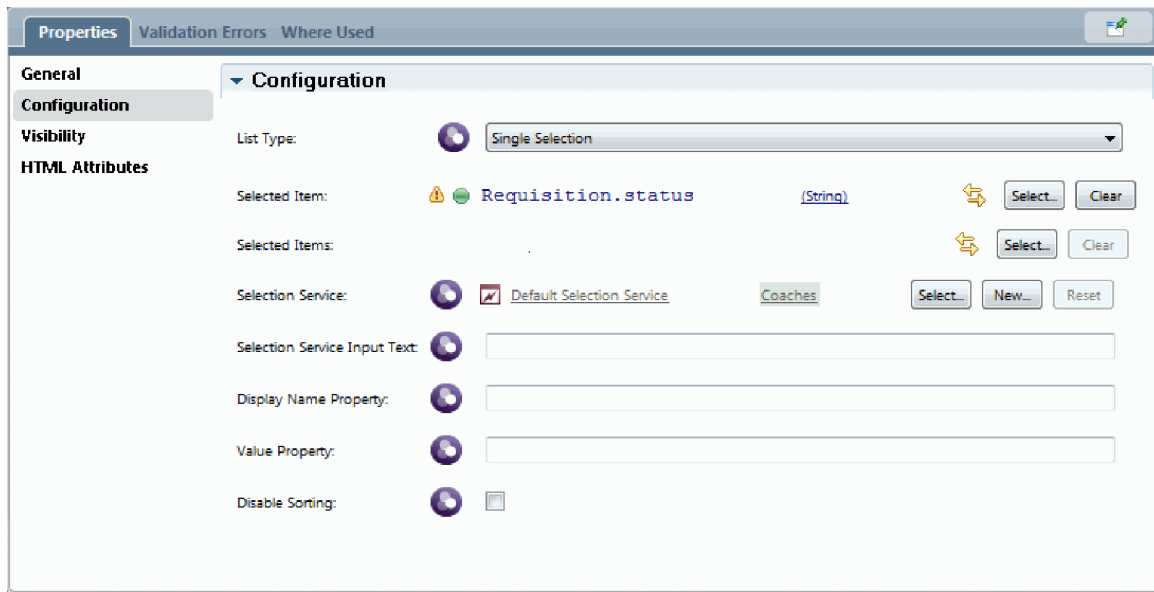 Properties Validation Errors Where Used
General
Configuration
Visibility
HTML Attributes
Configuration
List Type: Single Selection
Selected Item: Requisition.status (String) Select... Clear
Selected Items: Select... Clear
Selection Service: Default Selection Service Coaches Select... New... Reset
Selection Service Input Text:
Display Name Property:
Value Property:
Disable Sorting: